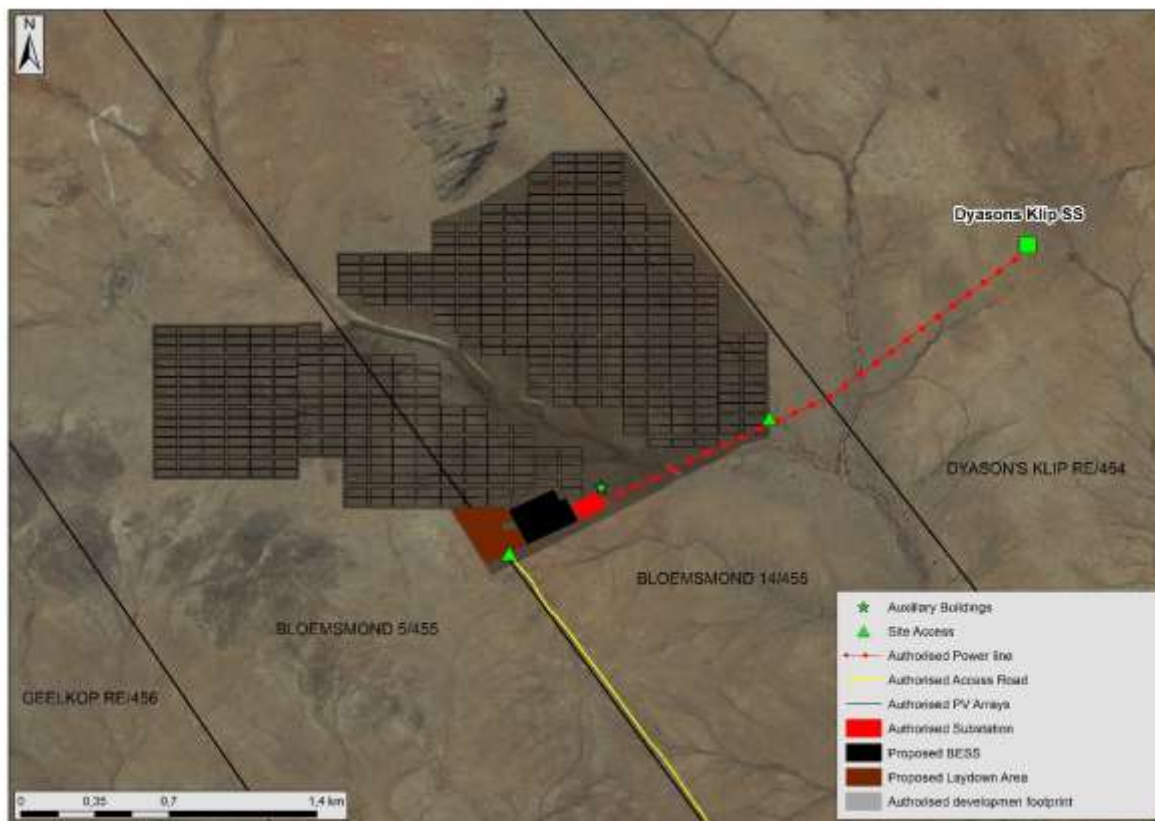 N
Dyasons Klip SS
DYASON'S KLIP RE/454
BLOEMSMOND 14/455
BLOEMSMOND 5/455
GEELKOP RE/456
Auxillary Buildings
Site Access
Authorised Power line
Authorised Access Road
Authorised PV Arrays
Authorised Substation
Proposed BESS
Proposed Laydown Area
Authorised developmen footprint
0 0,35 0,7 1,4 km